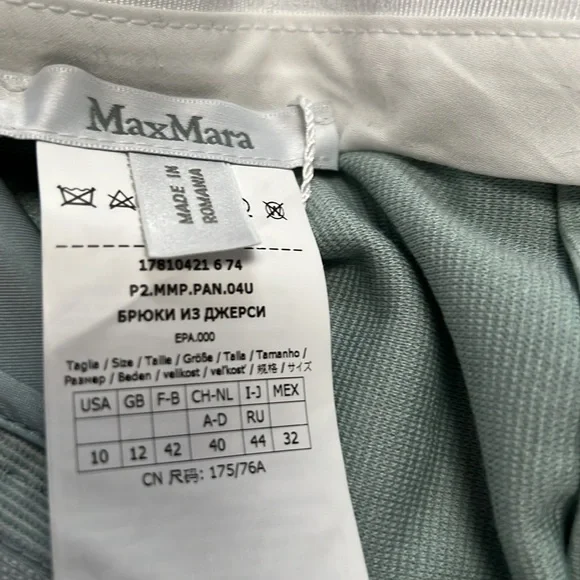 MaxMara
MADE IN
ROMANIA
17810421 6 74
P2.MMP.PAN.04U
БРЮКИ ИЗ ДЖЕРСИ
EPA.000
Taglia / Size / Taille / Größe / Talla / Tamanho /
Размер / Beden / velikost / veľkosť / 规格 / サイズ
USA GB F-B CH-NL I-J MEX
A-D RU
10 12 42 40 44 32
CN 尺码: 175/76A